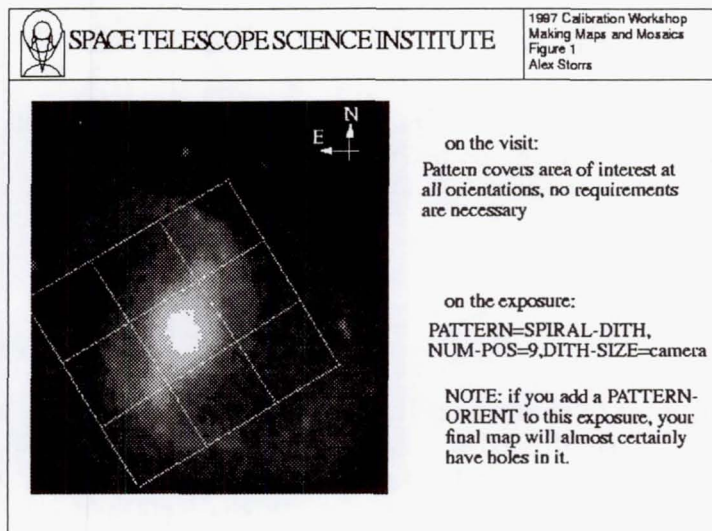 SPACE TELESCOPE SCIENCE INSTITUTE
1997 Calibration Workshop
Making Maps and Mosaics
Figure 1
Alex Storrs
N
E
on the visit:
Pattern covers area of interest at
all orientations, no requirements
are necessary
on the exposure:
PATTERN=SPIRAL-DITH,
NUM-POS=9,DITH-SIZE=camera
NOTE: if you add a PATTERN-
ORIENT to this exposure, your
final map will almost certainly
have holes in it.